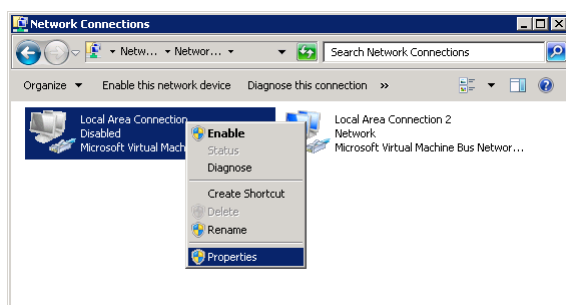 Network Connections
Netw... Networ... Search Network Connections
Organize Enable this network device Diagnose this connection »
Local Area Connection
Disabled
Microsoft Virtual Mach
Local Area Connection 2
Network
Microsoft Virtual Machine Bus Networ...
Enable
Status
Diagnose
Create Shortcut
Delete
Rename
Properties